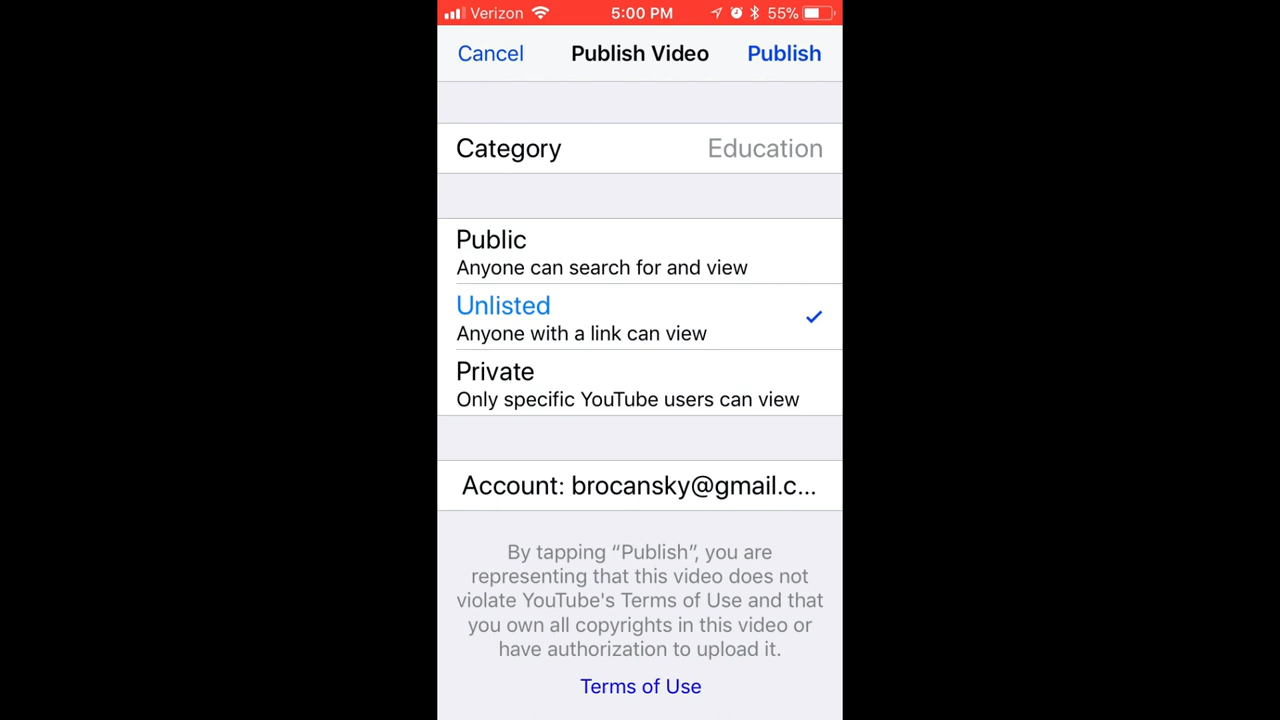 Verizon 5:00 PM 55%
Cancel Publish Video Publish
Category Education
Public
Anyone can search for and view
Unlisted
Anyone with a link can view
Private
Only specific YouTube users can view
Account: brocansky@gmail.c...
By tapping “Publish”, you are
representing that this video does not
violate YouTube's Terms of Use and that
you own all copyrights in this video or
have authorization to upload it.
Terms of Use